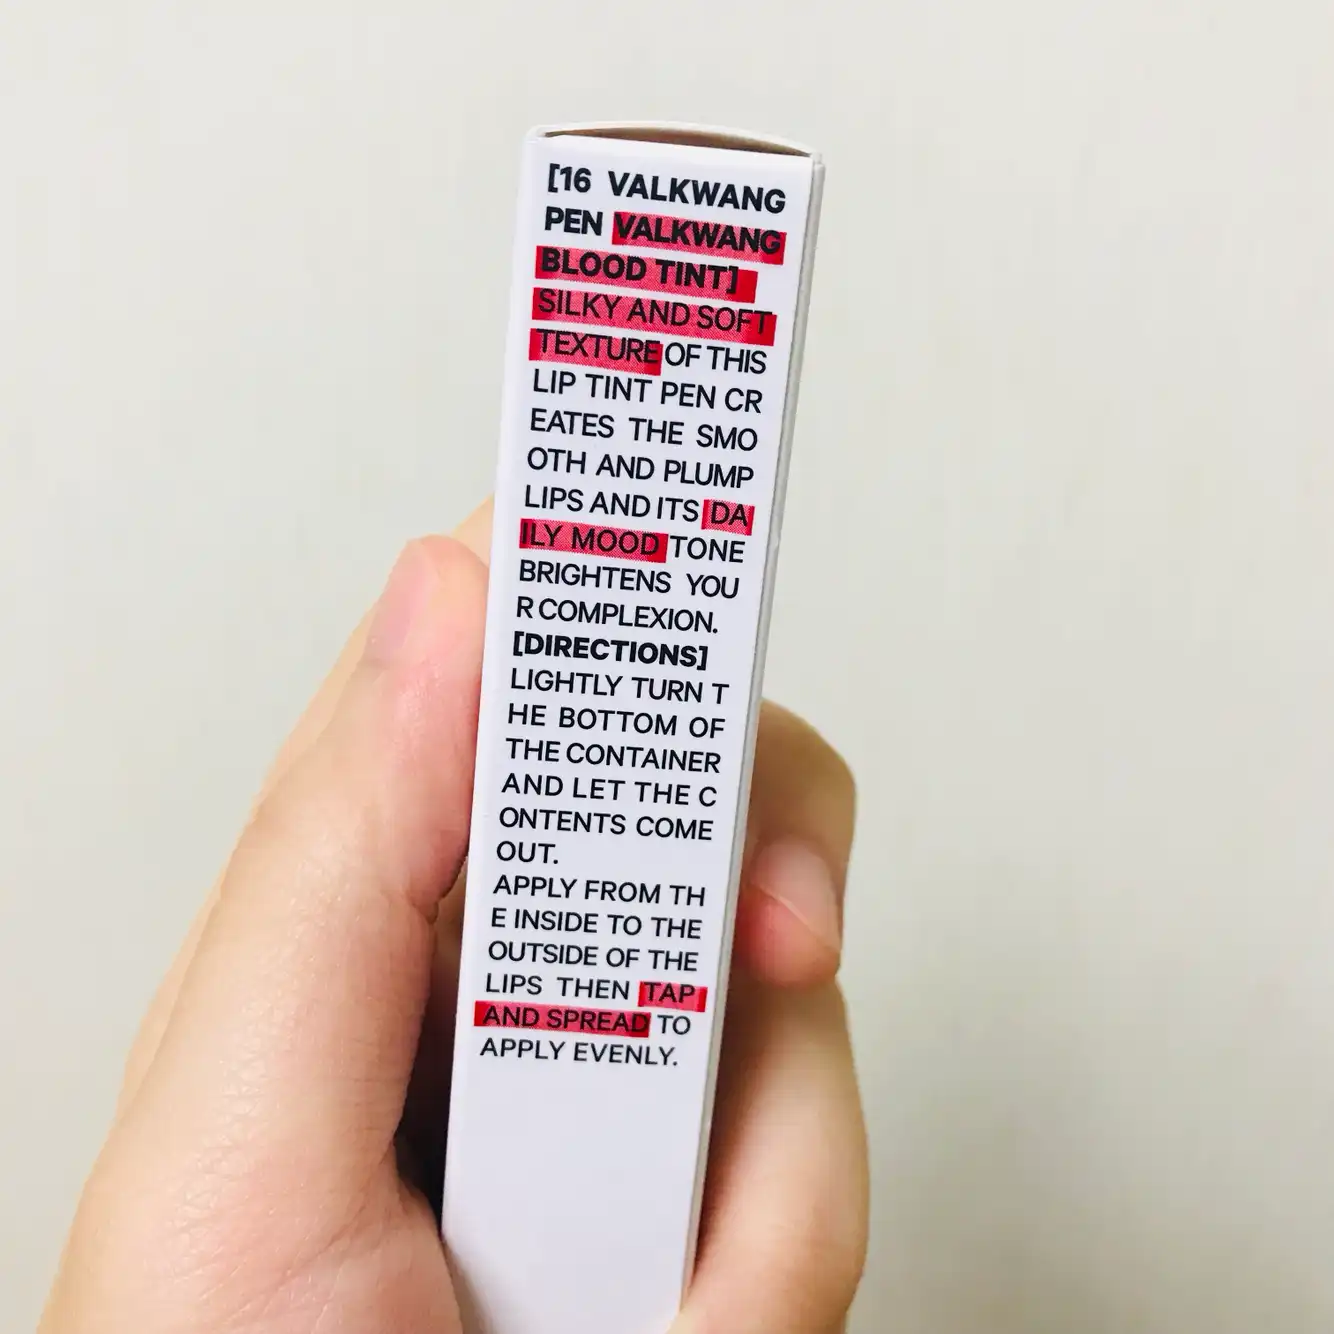 [16 VALKWANG
PEN VALKWANG
BLOOD TINT]
SILKY AND SOFT
TEXTURE OF THIS
LIP TINT PEN CR
EATES THE SMO
OTH AND PLUMP
LIPS AND ITS DA
ILY MOOD TONE
BRIGHTENS YOU
R COMPLEXION.
[DIRECTIONS]
LIGHTLY TURN T
HE BOTTOM OF
THE CONTAINER
AND LET THE C
ONTENTS COME
OUT.
APPLY FROM TH
E INSIDE TO THE
OUTSIDE OF THE
LIPS THEN TAP
AND SPREAD TO
APPLY EVENLY.